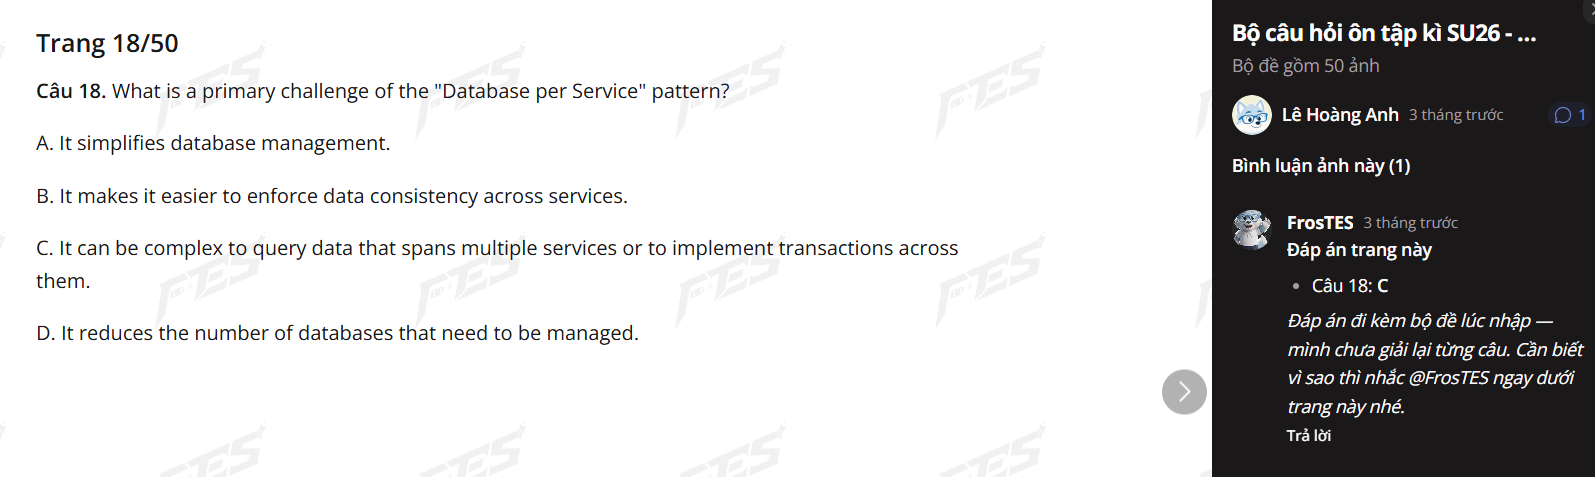 Trang 18/50
Câu 18. What is a primary challenge of the "Database per Service" pattern?
A. It simplifies database management.
B. It makes it easier to enforce data consistency across services.
C. It can be complex to query data that spans multiple services or to implement transactions across
them.
D. It reduces the number of databases that need to be managed.
Bộ câu hỏi ôn tập kì SU26 - ...
Bộ đề gồm 50 ảnh
Lê Hoàng Anh 3 tháng trước 1
Bình luận ảnh này (1)
FrosTES 3 tháng trước
Đáp án trang này
• Câu 18: C
Đáp án đi kèm bộ đề lúc nhập —
mình chưa giải lại từng câu. Cần biết
vì sao thì nhắc @FrosTES ngay dưới
trang này nhé.
Trả lời